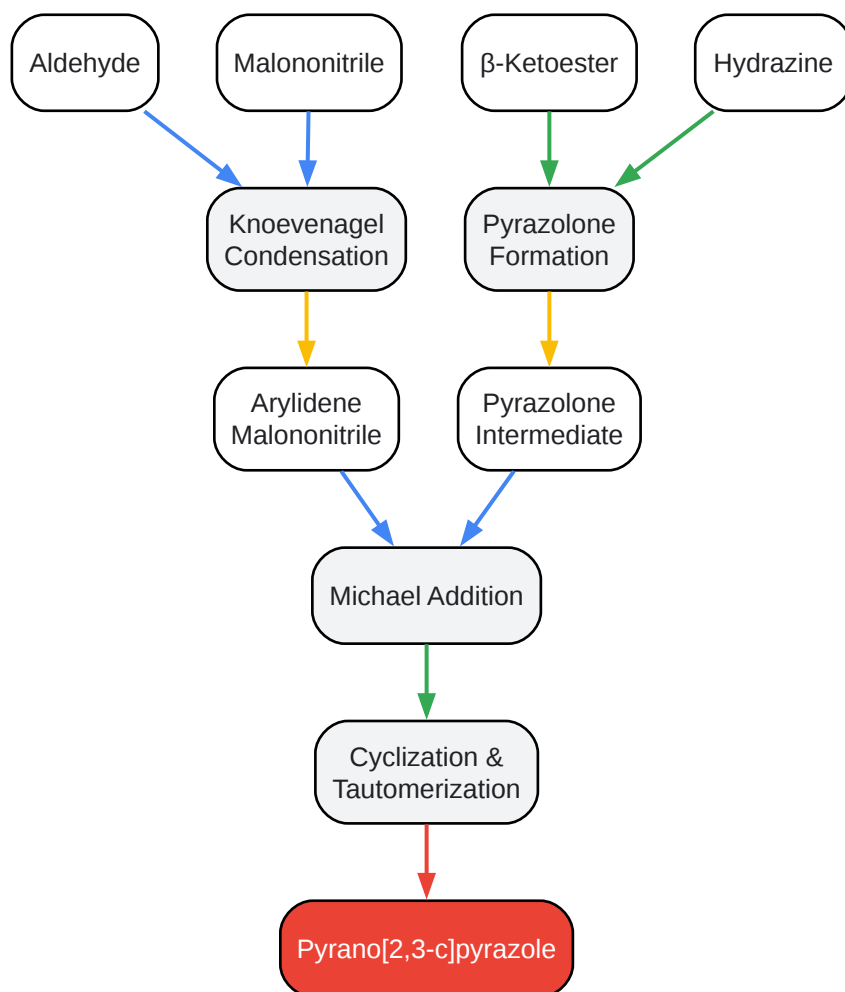 Aldehyde
Malononitrile
β-Ketoester
Hydrazine
Knoevenagel
Condensation
Pyrazolone
Formation
Arylidene
Malononitrile
Pyrazolone
Intermediate
Michael Addition
Cyclization &
Tautomerization
Pyrano[2,3-c]pyrazole